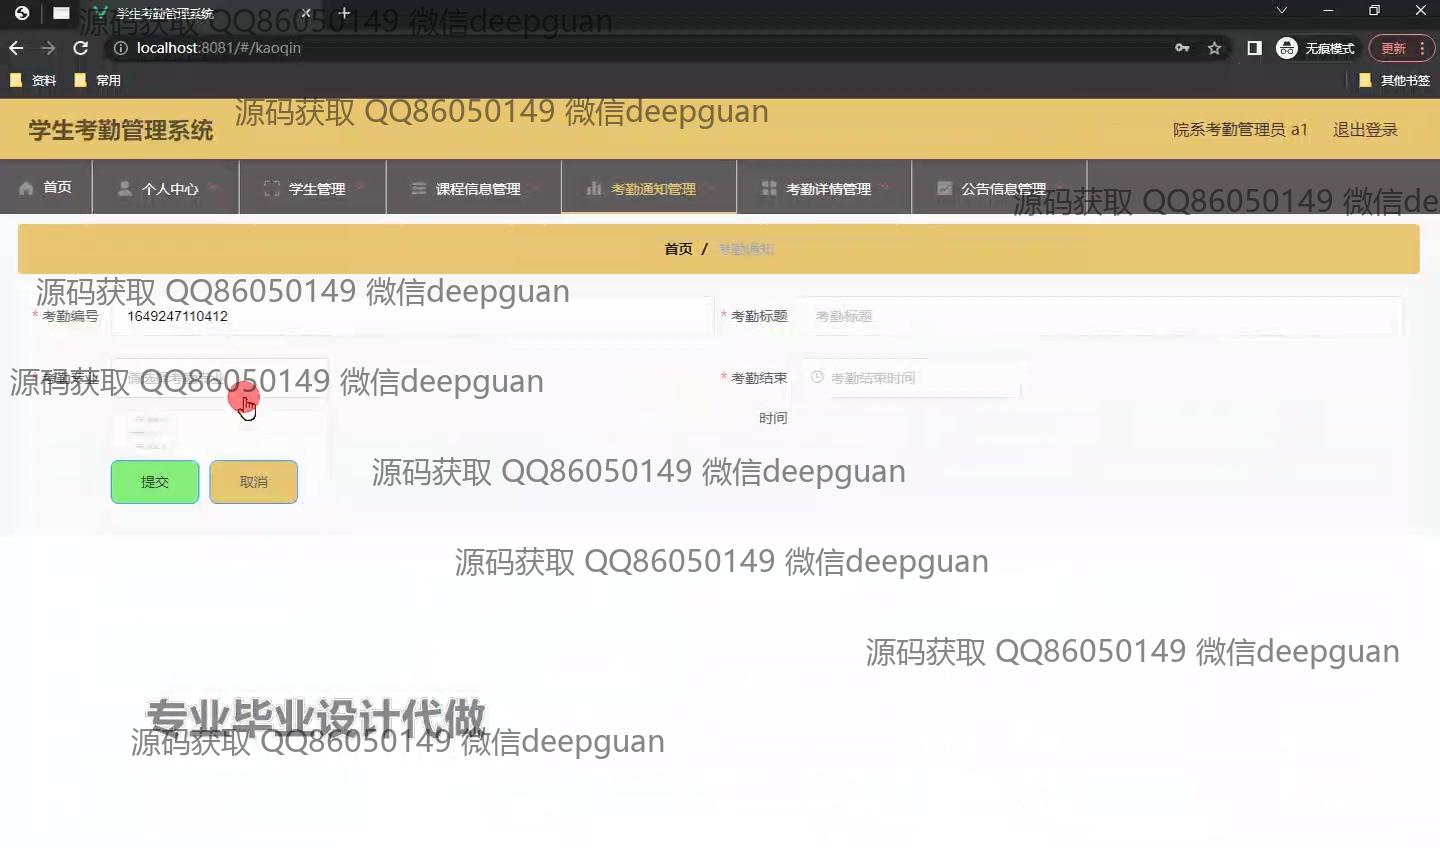 学生考勤管理系统
源码获取 QQ86050149 微信deepguan
localhost:8081/#/kaoqin
无痕模式
更新
资料
常用
其他书签
源码获取 QQ86050149 微信deepguan
学生考勤管理系统
院系考勤管理员 a1
退出登录
首页
个人中心
学生管理
课程信息管理
考勤通知管理
考勤详情管理
公告信息管理
源码获取 QQ86050149 微信de
首页 / 考勤通知
源码获取 QQ86050149 微信deepguan
* 考勤编号
1649247110412
* 考勤标题
考勤标题
* 考勤专业
源码获取 QQ86050149 微信deepguan
* 考勤结束时间
考勤结束时间
提交
取消
源码获取 QQ86050149 微信deepguan
源码获取 QQ86050149 微信deepguan
源码获取 QQ86050149 微信deepguan
专业毕业设计代做
源码获取 QQ86050149 微信deepguan